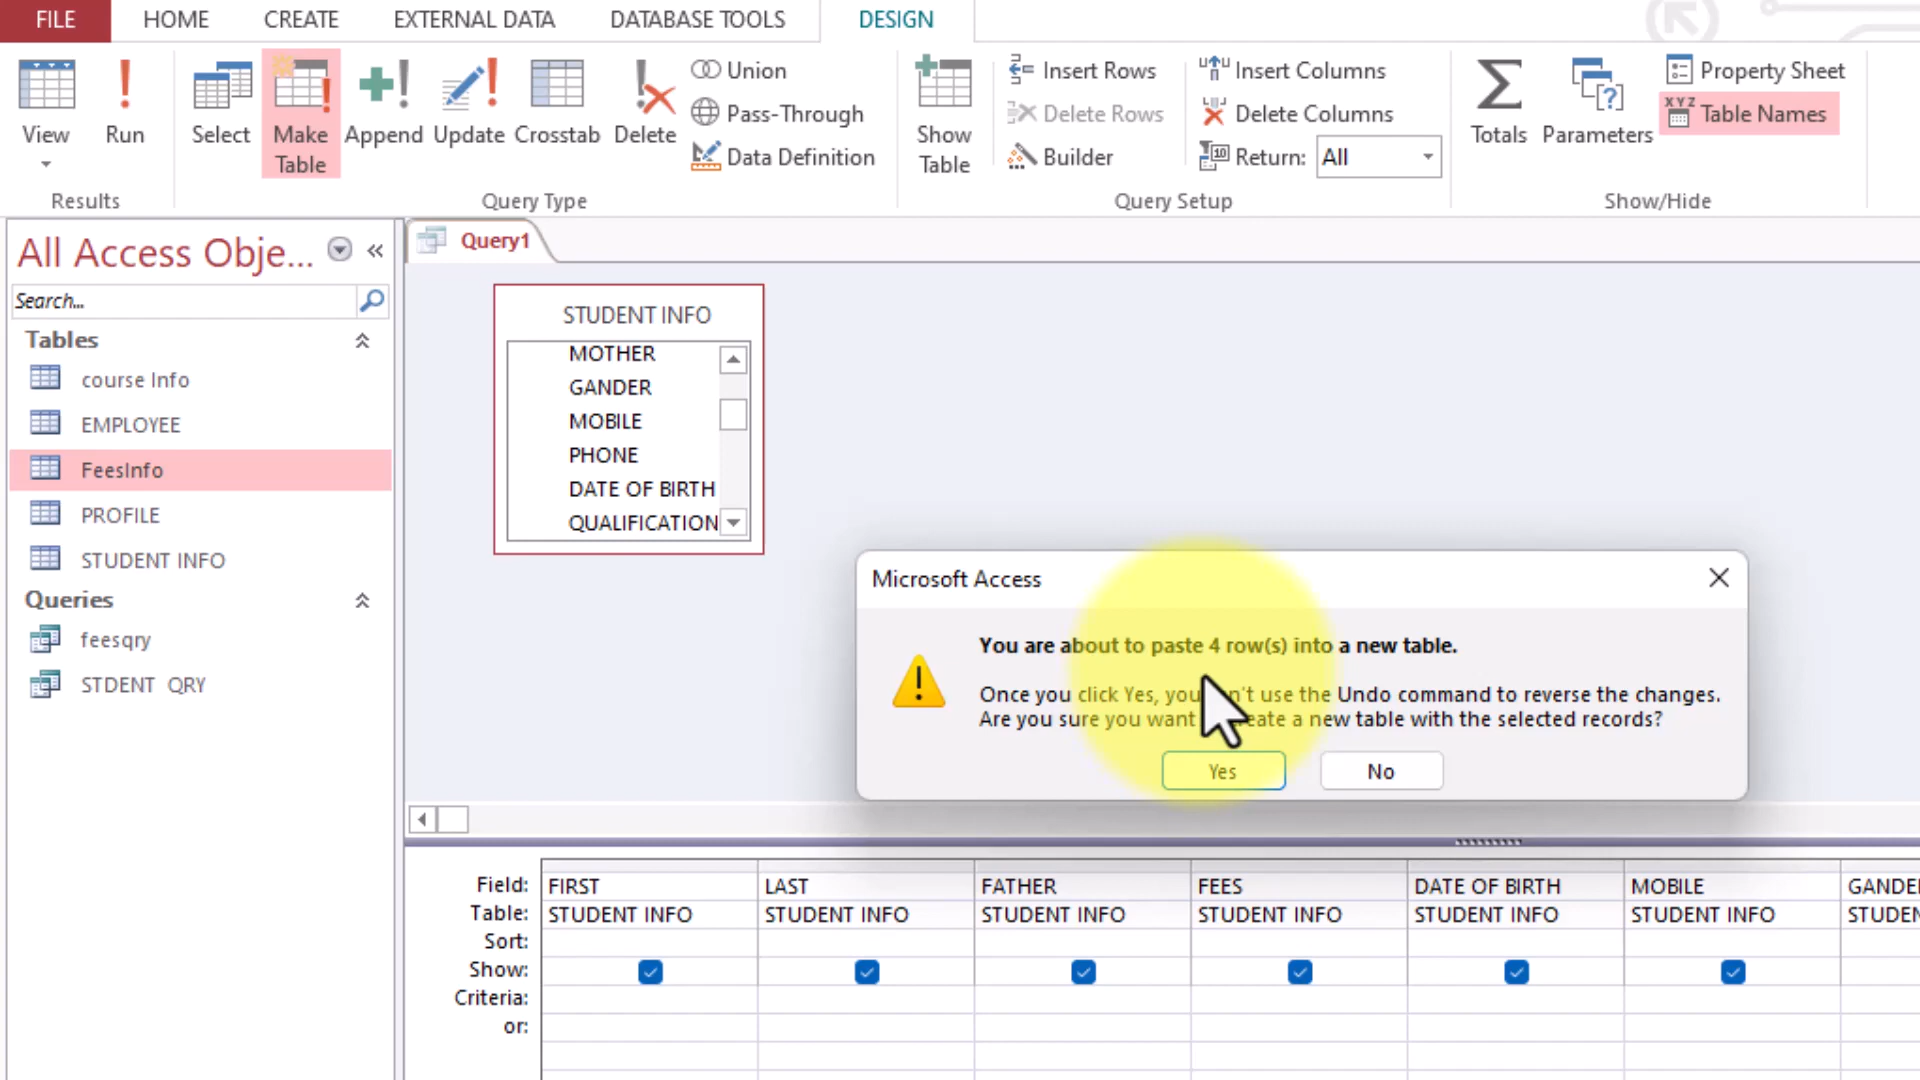 FILE HOME CREATE EXTERNAL DATA DATABASE TOOLS DESIGN
View
Run
Results
Select
Make Table
Append
Update
Crosstab
Delete
Union
Pass-Through
Data Definition
Query Type
Show Table
Insert Rows
Delete Rows
Builder
Insert Columns
Delete Columns
Return: All
Query Setup
Totals
Parameters
Property Sheet
XYZ Table Names
Show/Hide
All Access Obje...
Search...
Tables
course Info
EMPLOYEE
FeesInfo
PROFILE
STUDENT INFO
Queries
feesqry
STDENT QRY
Query1
STUDENT INFO
MOTHER
GANDER
MOBILE
PHONE
DATE OF BIRTH
QUALIFICATION
Microsoft Access
You are about to paste 4 row(s) into a new table.
Once you click Yes, you 't use the Undo command to reverse the changes.
Are you sure you want create a new table with the selected records?
Yes No
Field: FIRST LAST FATHER FEES DATE OF BIRTH MOBILE GANDE
Table: STUDENT INFO STUDENT INFO STUDENT INFO STUDENT INFO STUDENT INFO STUDENT INFO STUDEN
Sort:
Show:
Criteria:
or: